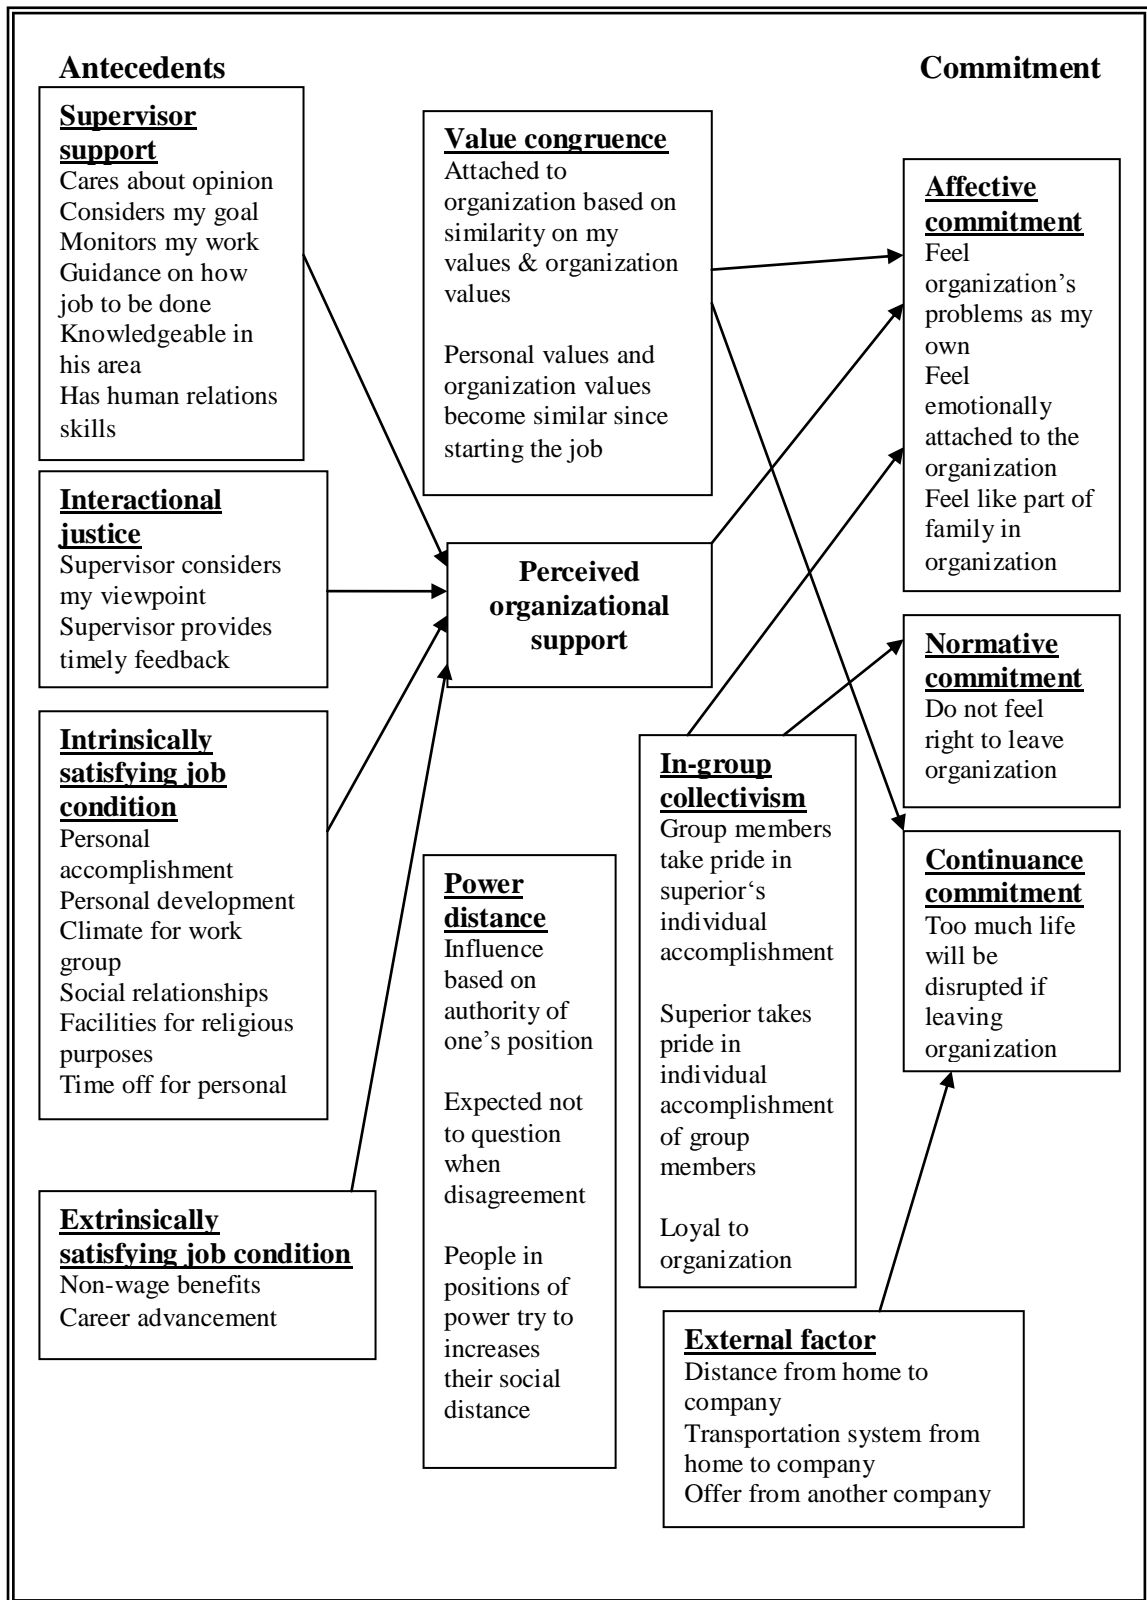 Antecedents
Commitment
Supervisor
support
Cares about opinion
Considers my goal
Monitors my work
Guidance on how
job to be done
Knowledgeable in
his area
Has human relations
skills
Interactional
justice
Supervisor considers
my viewpoint
Supervisor provides
timely feedback
Intrinsically
satisfying job
condition
Personal
accomplishment
Personal development
Climate for work
group
Social relationships
Facilities for religious
purposes
Time off for personal
Extrinsically
satisfying job condition
Non-wage benefits
Career advancement
Value congruence
Attached to
organization based on
similarity on my
values & organization
values
Personal values and
organization values
become similar since
starting the job
Perceived
organizational
support
Power
distance
Influence
based on
authority of
one’s position
Expected not
to question
when
disagreement
People in
positions of
power try to
increases
their social
distance
In-group
collectivism
Group members
take pride in
superior‘s
individual
accomplishment
Superior takes
pride in
individual
accomplishment
of group
members
Loyal to
organization
External factor
Distance from home to
company
Transportation system from
home to company
Offer from another company
Affective
commitment
Feel
organization’s
problems as my
own
Feel
emotionally
attached to the
organization
Feel like part of
family in
organization
Normative
commitment
Do not feel
right to leave
organization
Continuance
commitment
Too much life
will be
disrupted if
leaving
organization